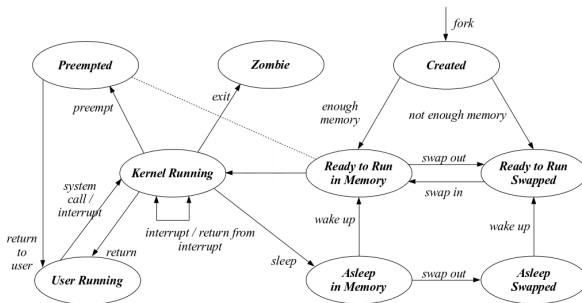 fork
Preempted
Zombie
Created
preempt
exit
enough
memory
not enough memory
Kernel Running
Ready to Run
in Memory
swap out
swap in
Ready to Run
Swapped
system
call /
interrupt
interrupt / return from
interrupt
wake up
wake up
return
to
user
return
sleep
User Running
Asleep
in Memory
swap out
Asleep
Swapped